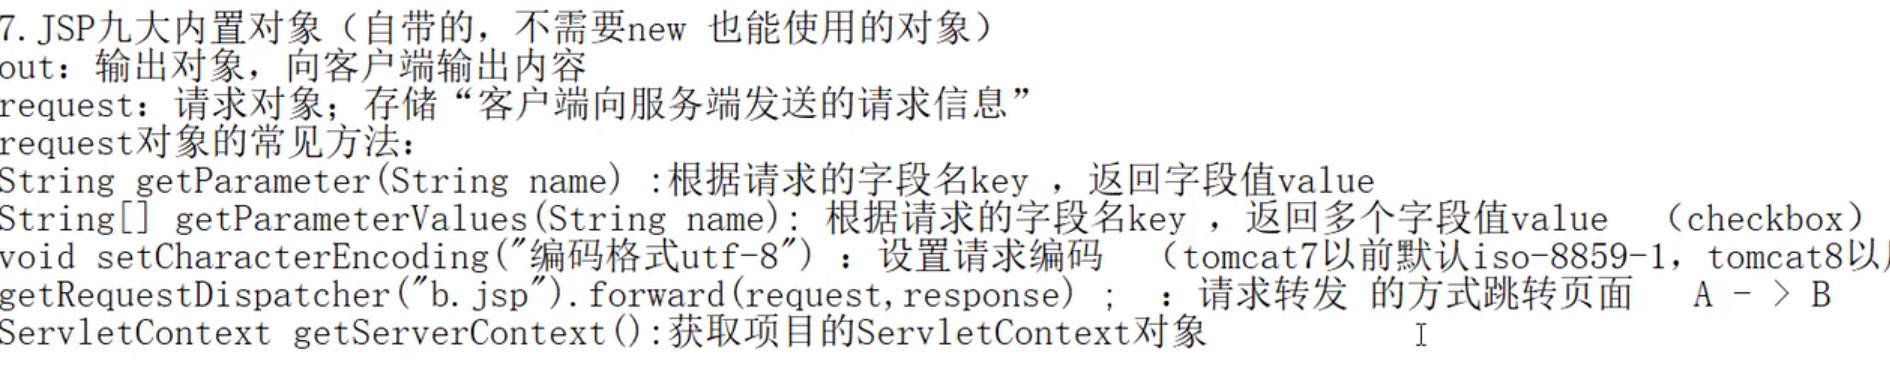 7.JSP九大内置对象（自带的，不需要new 也能使用的对象）
out：输出对象，向客户端输出内容
request：请求对象；存储“客户端向服务端发送的请求信息”
request对象的常见方法：
String getParameter(String name) :根据请求的字段名key ，返回字段值value
String[] getParameterValues(String name): 根据请求的字段名key ，返回多个字段值value （checkbox）
void setCharacterEncoding("编码格式utf-8") ：设置请求编码 （tomcat7以前默认iso-8859-1，tomcat8以
getRequestDispatcher("b.jsp").forward(request,response) ; ：请求转发 的方式跳转页面 A - > B
ServletContext getServerContext():获取项目的ServletContext对象